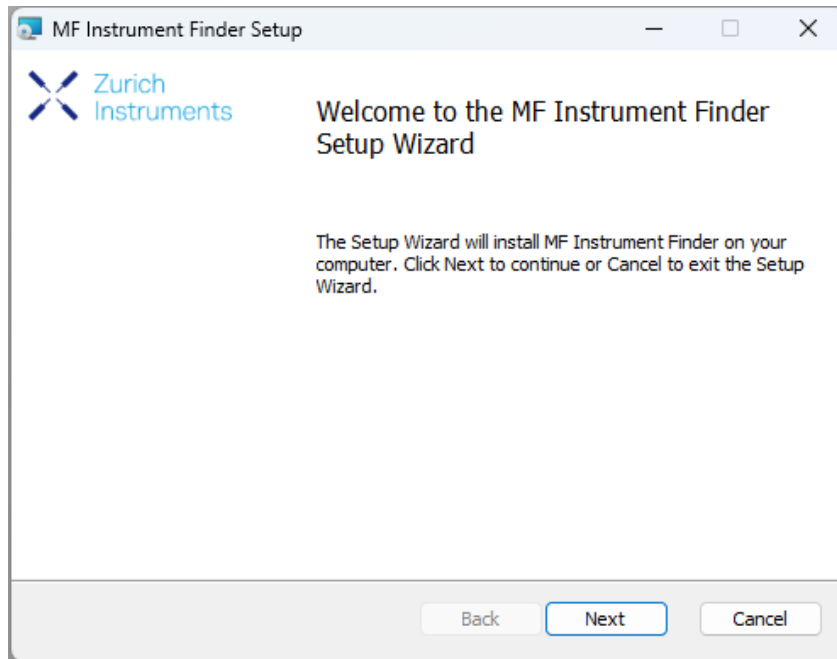 MF Instrument Finder Setup
Zurich
Instruments
Welcome to the MF Instrument Finder
Setup Wizard
The Setup Wizard will install MF Instrument Finder on your
computer. Click Next to continue or Cancel to exit the Setup
Wizard.
Back Next Cancel